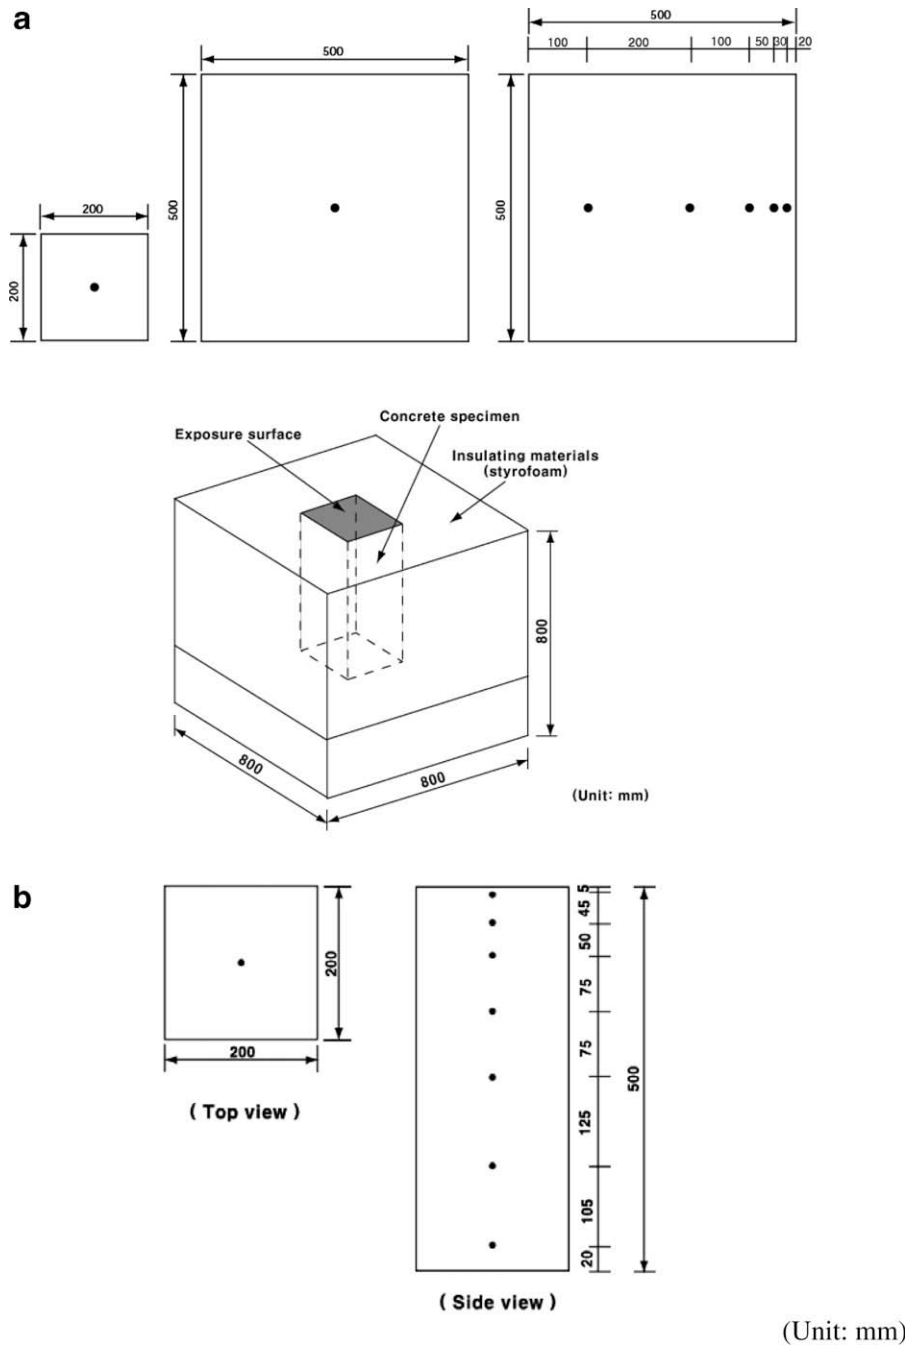 a
500
500
100 200 100 50 30 20
500
500
200
200
Concrete specimen
Exposure surface
Insulating materials
(styrofoam)
800
800
800
(Unit: mm)
b
200
200
( Top view )
5
45
50
75
75
125
105
20
500
( Side view )
(Unit: mm)